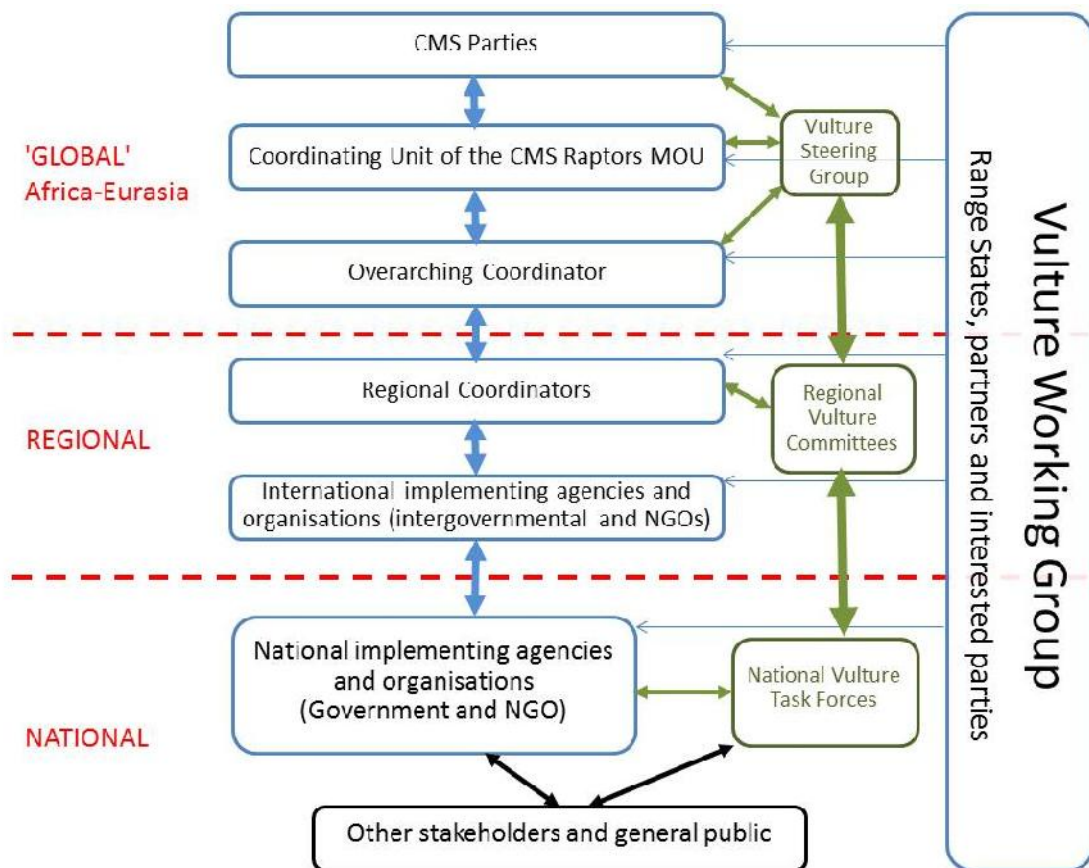 CMS Parties
'GLOBAL'
Africa-Eurasia
Coordinating Unit of the CMS Raptors MOU
Vulture
Steering
Group
Overarching Coordinator
REGIONAL
Regional Coordinators
Regional
Vulture
Committees
International implementing agencies and
organisations (intergovernmental and NGOs)
NATIONAL
National implementing agencies
and organisations
(Government and NGO)
National Vulture
Task Forces
Other stakeholders and general public
Range States, partners and interested parties
Vulture Working Group